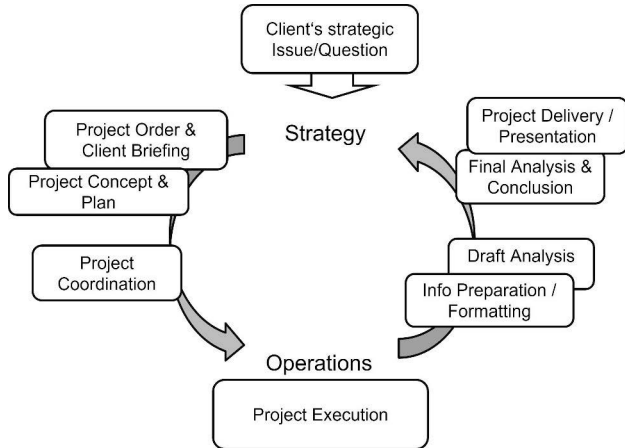 Client's strategic
Issue/Question
Strategy
Project Order &
Client Briefing
Project Concept &
Plan
Project
Coordination
Operations
Project Execution
Info Preparation /
Formatting
Draft Analysis
Final Analysis &
Conclusion
Project Delivery /
Presentation